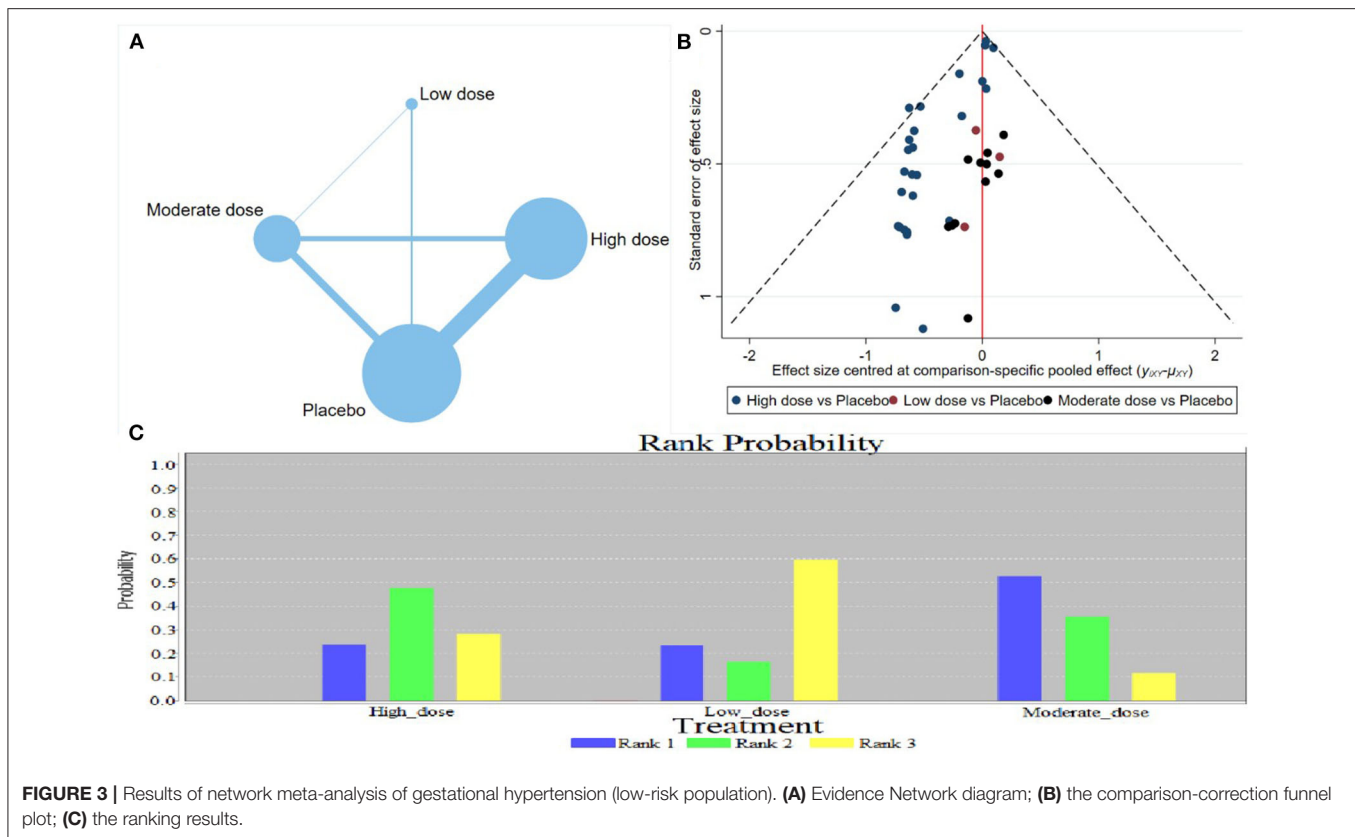 A
Low dose
Moderate dose
High dose
Placebo
B
0
.5
1
Standard error of effect size
-2
-1
0
1
2
Effect size centred at comparison-specific pooled effect (yiXY-μXY)
High dose vs Placebo
Low dose vs Placebo
Moderate dose vs Placebo
C
Rank Probability
Probability
1.0
0.9
0.8
0.7
0.6
0.5
0.4
0.3
0.2
0.1
0.0
High_dose
Low_dose
Moderate_dose
Treatment
Rank 1
Rank 2
Rank 3
FIGURE 3 | Results of network meta-analysis of gestational hypertension (low-risk population). (A) Evidence Network diagram; (B) the comparison-correction funnel
plot; (C) the ranking results.